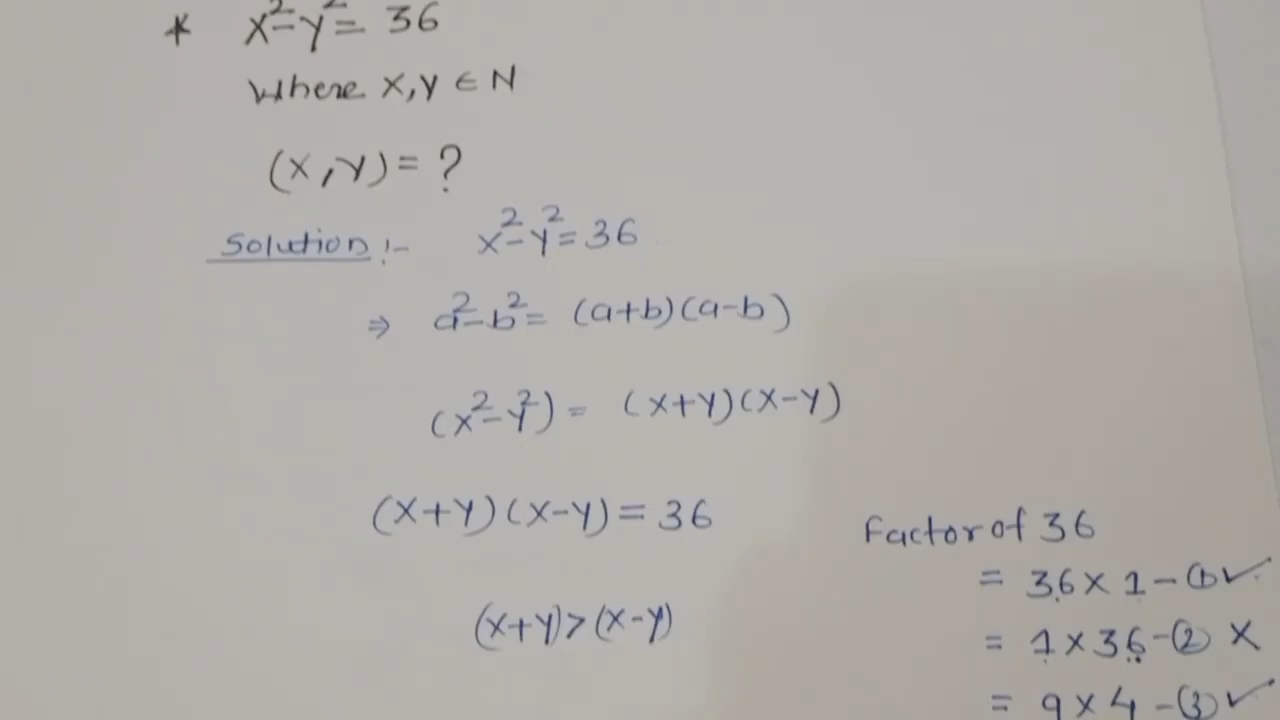 * x²-y²= 36
Where x,y ∈ N
(x,y)= ?
Solution:- x²-y²= 36
⇒ a²-b²= (a+b)(a-b)
(x²-y²)= (x+y)(x-y)
(x+y)(x-y)= 36
(x+y)>(x-y)
Factor of 36
= 36 x 1 - ① ✓
= 1 x 36 - ② X
= 9 x 4 - ③ ✓